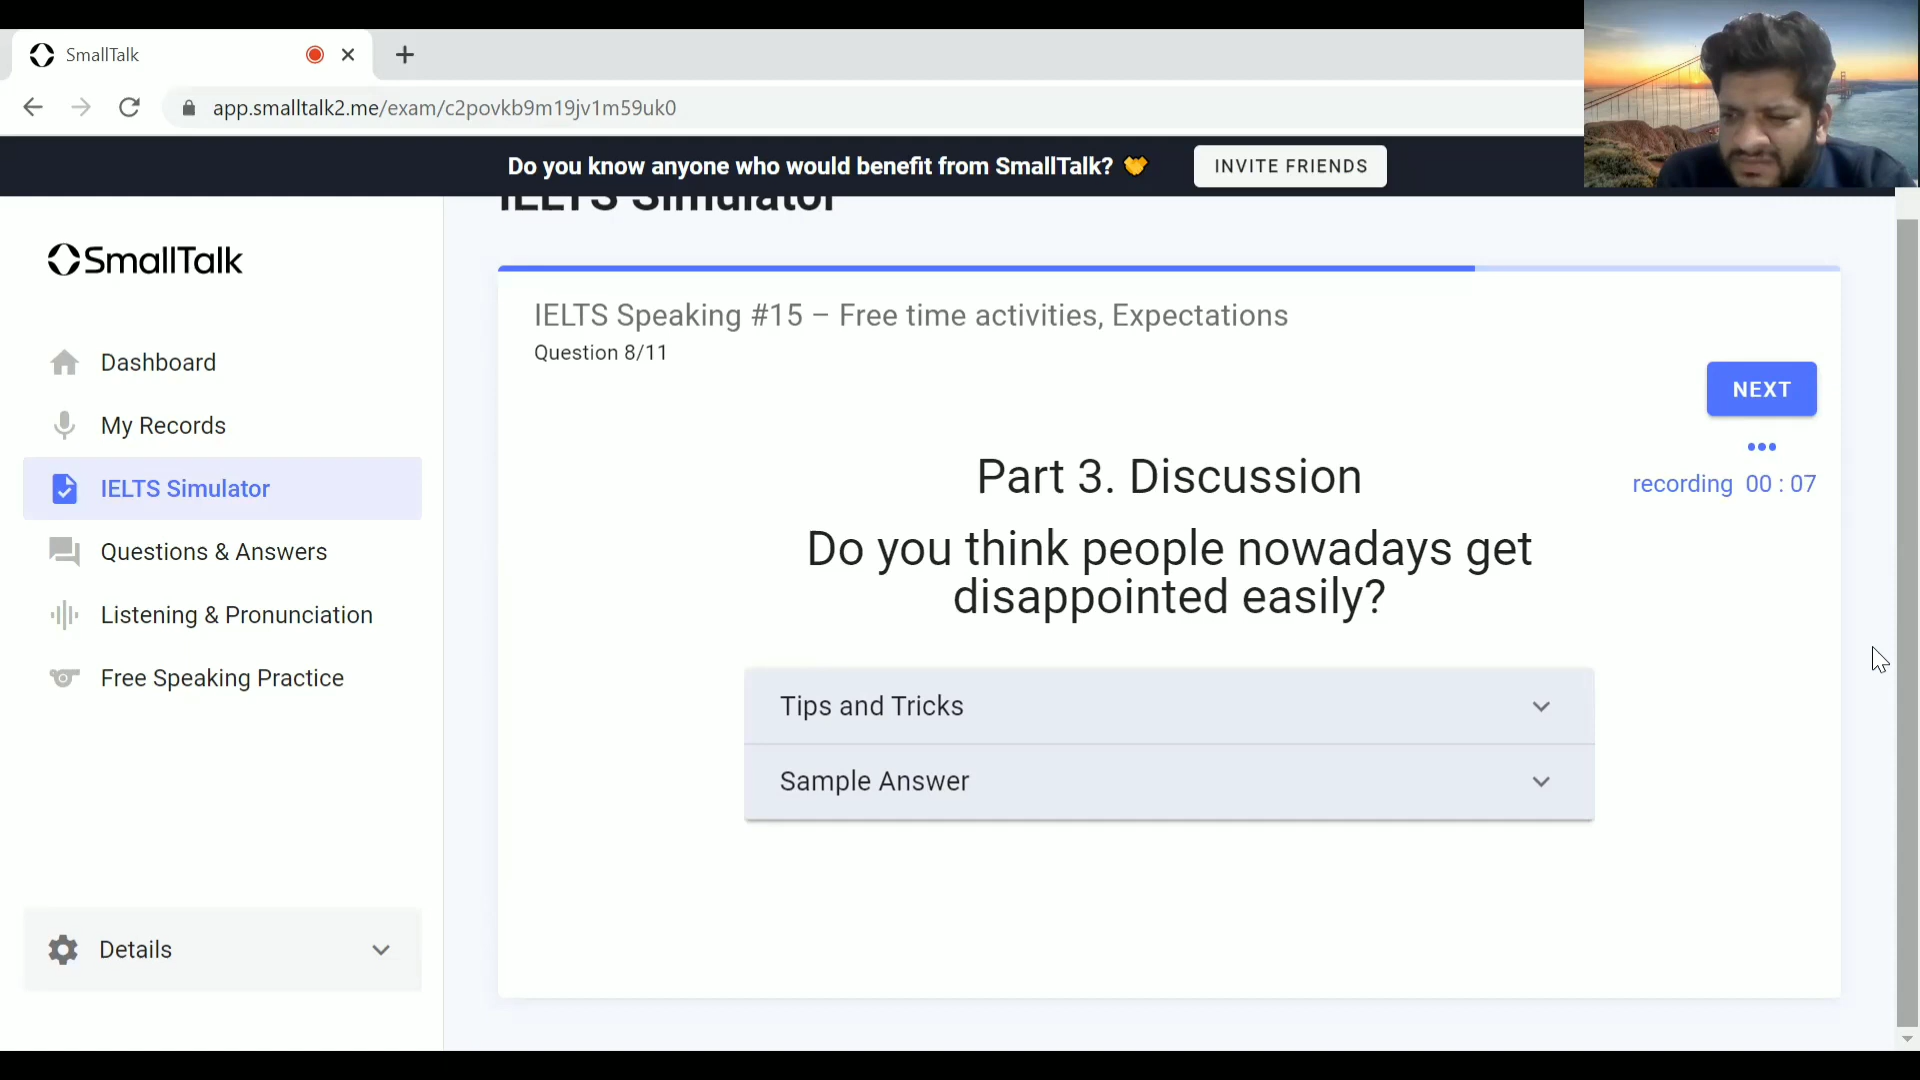 SmallTalk
app.smalltalk2.me/exam/c2povkb9m19jv1m59uk0
Do you know anyone who would benefit from SmallTalk?
INVITE FRIENDS
IELTS Simulator
SmallTalk
Dashboard
My Records
IELTS Simulator
Questions & Answers
Listening & Pronunciation
Free Speaking Practice
Details
IELTS Speaking #15 – Free time activities, Expectations
Question 8/11
NEXT
recording 00 : 07
Part 3. Discussion
Do you think people nowadays get
disappointed easily?
Tips and Tricks
Sample Answer